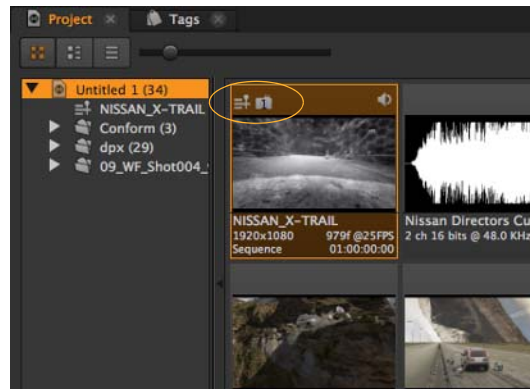 Project
Tags
Untitled 1 (34)
NISSAN_X-TRAIL
Conform (3)
dpx (29)
09_WF_Shot004_
NISSAN_X-TRAIL
1920x1080 979f @25FPS
Sequence 01:00:00:00
Nissan Directors Cu
2 ch 16 bits @ 48.0 KHz